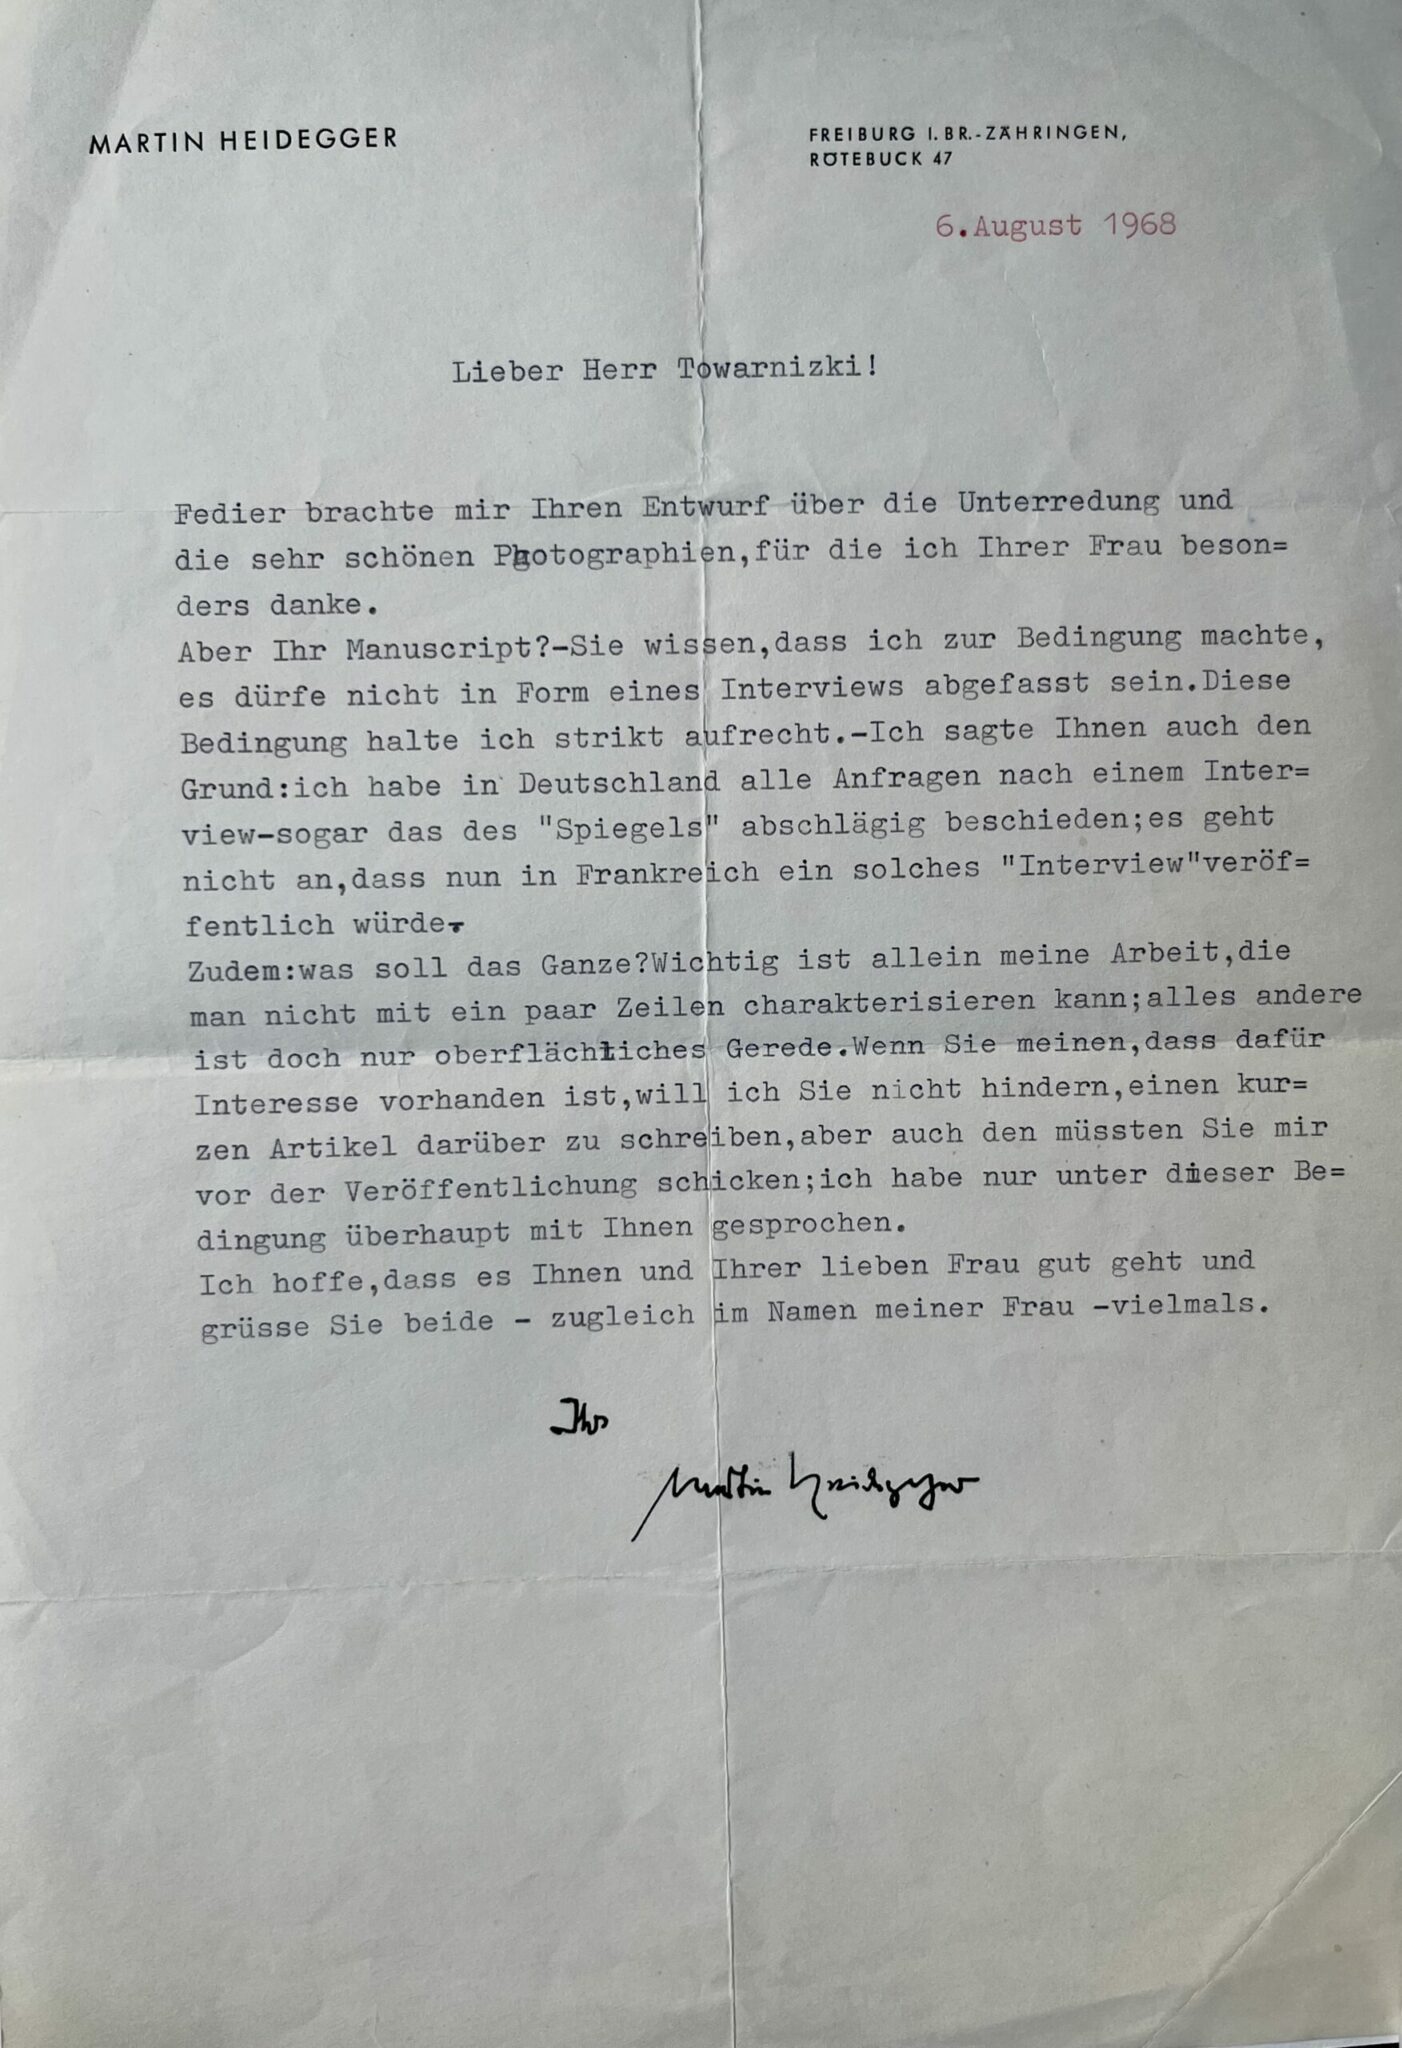 MARTIN HEIDEGGER
FREIBURG I. BR.-ZÄHRINGEN,
RÖTEBUCK 47
6.August 1968
Lieber Herr Towarnizki!
Fedier brachte mir Ihren Entwurf über die Unterredung und
die sehr schönen Photographien,für die ich Ihrer Frau beson=
ders danke.
Aber Ihr Manuscript?-Sie wissen,dass ich zur Bedingung machte,
es dürfe nicht in Form eines Interviews abgefasst sein.Diese
Bedingung halte ich strikt aufrecht.-Ich sagte Ihnen auch den
Grund:ich habe in Deutschland alle Anfragen nach einem Inter=
view-sogar das des "Spiegels" abschlägig beschieden;es geht
nicht an,dass nun in Frankreich ein solches "Interview"veröf=
fentlich würde.
Zudem:was soll das Ganze?Wichtig ist allein meine Arbeit,die
man nicht mit ein paar Zeilen charakterisieren kann;alles andere
ist doch nur oberflächliches Gerede.Wenn Sie meinen,dass dafür
Interesse vorhanden ist,will ich Sie nicht hindern,einen kur=
zen Artikel darüber zu schreiben,aber auch den müssten Sie mir
vor der Veröffentlichung schicken;ich habe nur unter dieser Be=
dingung überhaupt mit Ihnen gesprochen.
Ich hoffe,dass es Ihnen und Ihrer lieben Frau gut geht und
grüsse Sie beide - zugleich im Namen meiner Frau -vielmals.
Ihr
Martin Heidegger